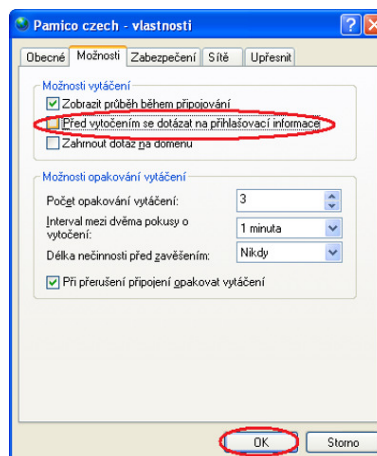 Pamico czech - vlastnosti
Obecné Možnosti Zabezpečení Sítě Upřesnit
Možnosti vytáčení
Zobrazit průběh během připojování
Před vytočením se dotázat na přihlašovací informace
Zahrnout dotaz na doménu
Možnosti opakování vytáčení
Počet opakování vytáčení: 3
Interval mezi dvěma pokusy o
vytočení: 1 minuta
Délka nečinnosti před zavěšením: Nikdy
Při přerušení připojení opakovat vytáčení
OK Storno